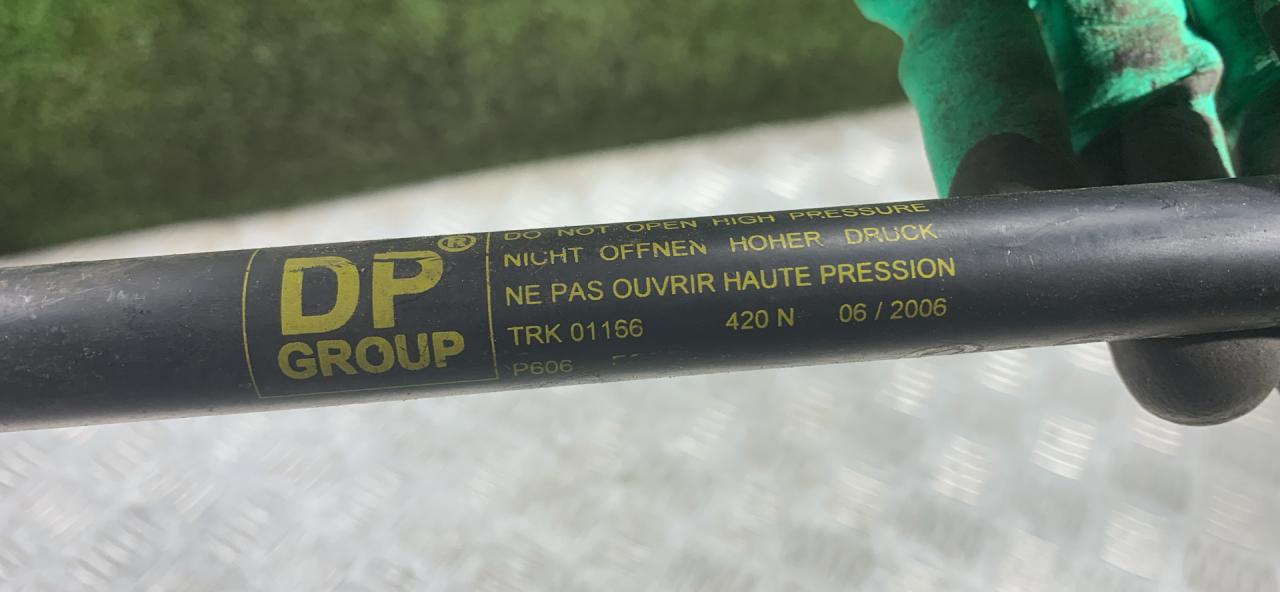 DP®
GROUP
DO NOT OPEN HIGH PRESSURE
NICHT OFFNEN HOHER DRUCK
NE PAS OUVRIR HAUTE PRESSION
TRK 01166 420 N 06 / 2006
P606